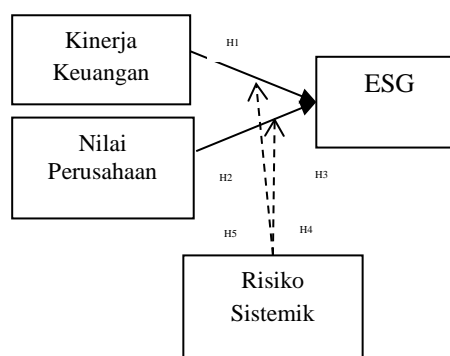 Kinerja
Keuangan
H1
ESG
Nilai
Perusahaan
H2
H3
H5
H4
Risiko
Sistemik